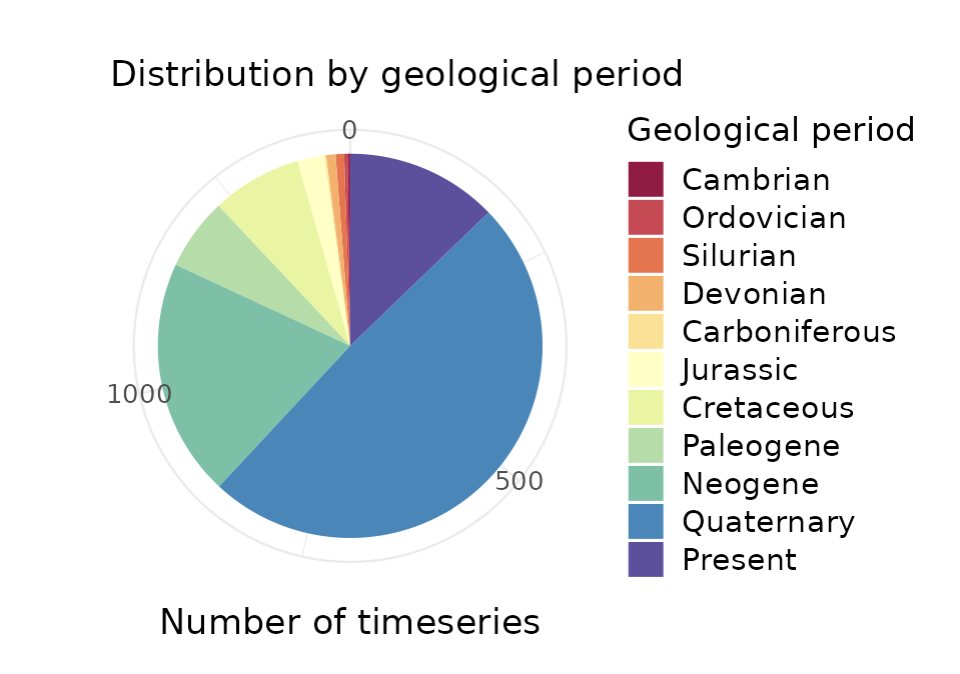 Distribution by geological period
0
500
1000
Number of timeseries
Geological period
Cambrian
Ordovician
Silurian
Devonian
Carboniferous
Jurassic
Cretaceous
Paleogene
Neogene
Quaternary
Present